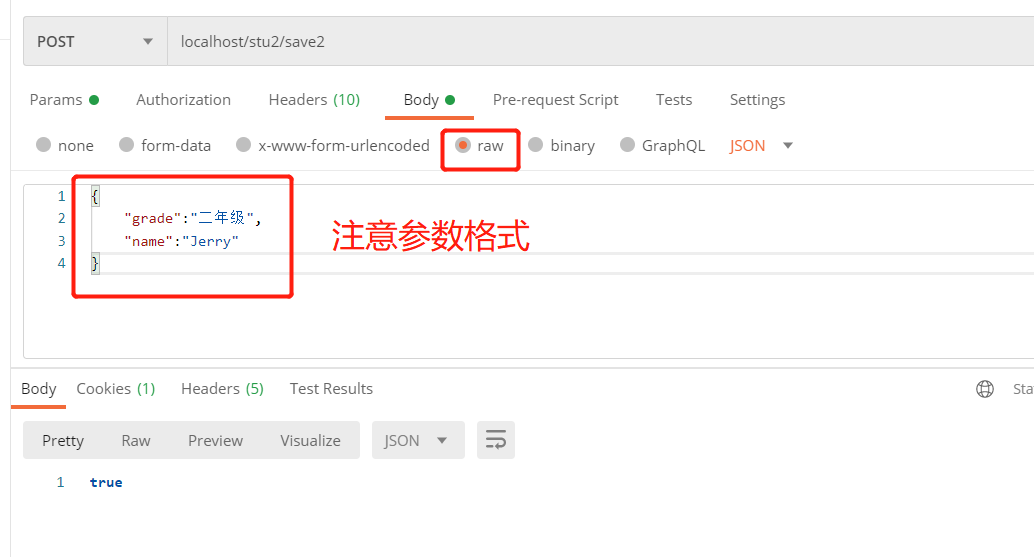 POST localhost/stu2/save2
Params Authorization Headers (10) Body Pre-request Script Tests Settings
none form-data x-www-form-urlencoded raw binary GraphQL JSON
1 {
2 "grade":"二年级",
3 "name":"Jerry"
4 }
注意参数格式
Body Cookies (1) Headers (5) Test Results Sta
Pretty Raw Preview Visualize JSON
1 true